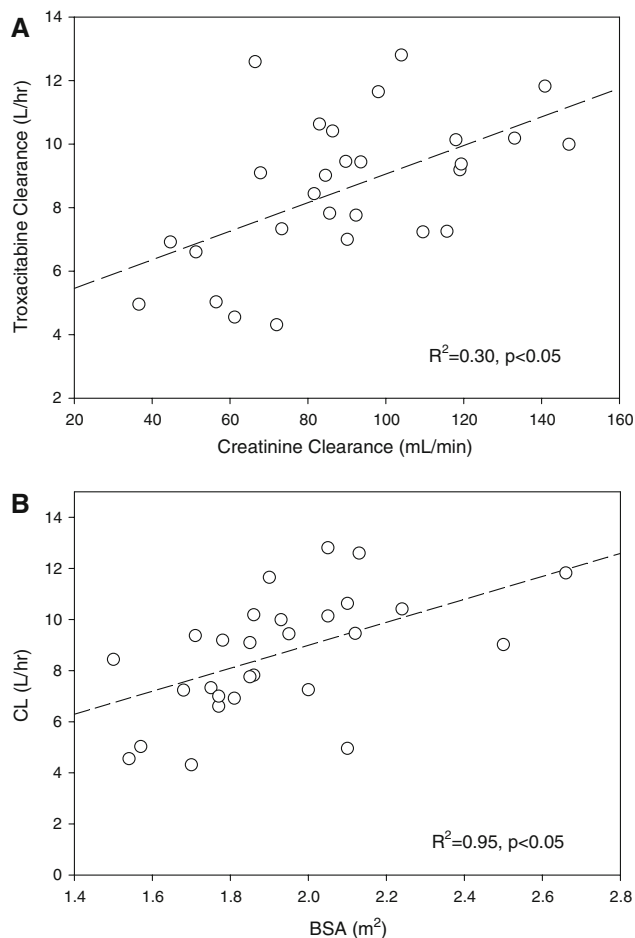 A
14
12
10
8
6
4
2
Troxacitabine Clearance (L/hr)
R²=0.30, p<0.05
20 40 60 80 100 120 140 160
Creatinine Clearance (mL/min)
B
14
12
10
8
6
4
2
0
CL (L/hr)
R²=0.95, p<0.05
1.4 1.6 1.8 2.0 2.2 2.4 2.6 2.8
BSA (m²)